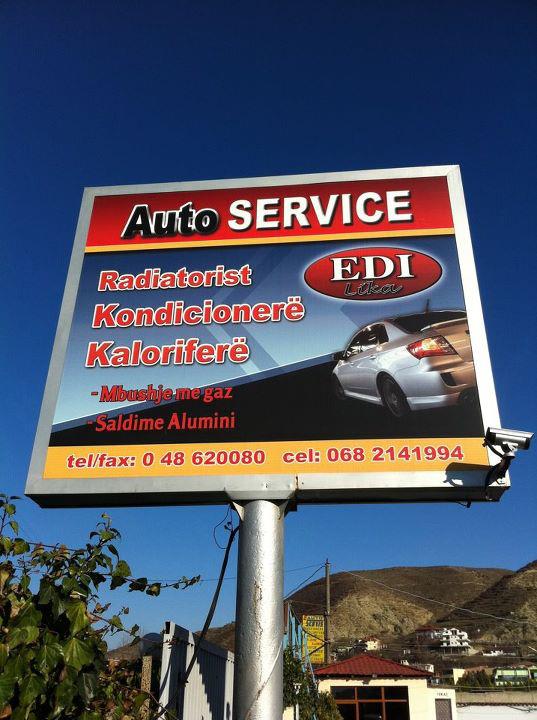 Auto SERVICE
EDI
Lika
Radiatorist
Kondicionerë
Kaloriferë
- Mbushje me gaz
- Saldime Alumini
tel/fax: 0 48 620080 cel: 068 2141994